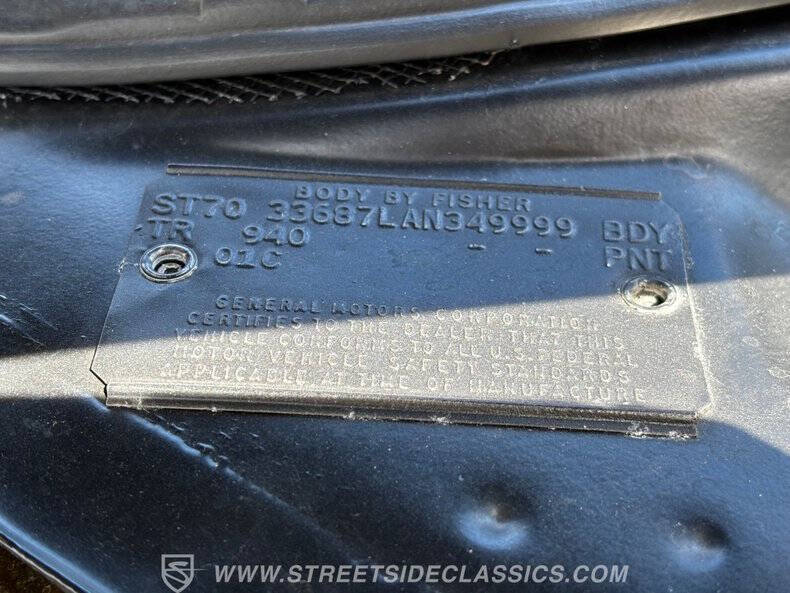 BODY BY FISHER
ST70 33687LAN349999 BDY
TR 940 - - PNT
01C
GENERAL MOTORS CORPORATION
CERTIFIES TO THE DEALER THAT THIS
VEHICLE CONFORMS TO ALL U.S. FEDERAL
MOTOR VEHICLE SAFETY STANDARDS
APPLICABLE AT TIME OF MANUFACTURE
WWW.STREETSIDECLASSICS.COM